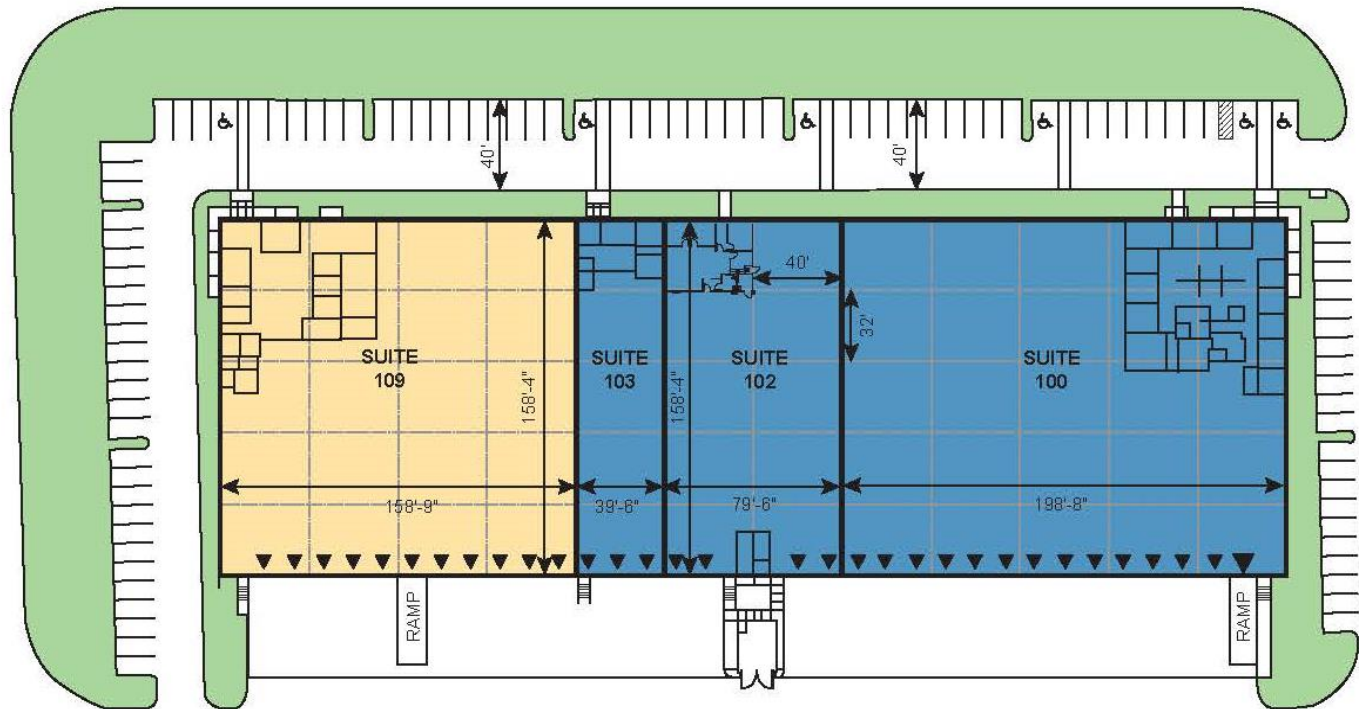 40'
40'
40'
32'
SUITE
109
SUITE
103
SUITE
102
SUITE
100
158'-4"
158'-4"
158'-9"
39'-6"
79'-6"
198'-8"
RAMP
RAMP